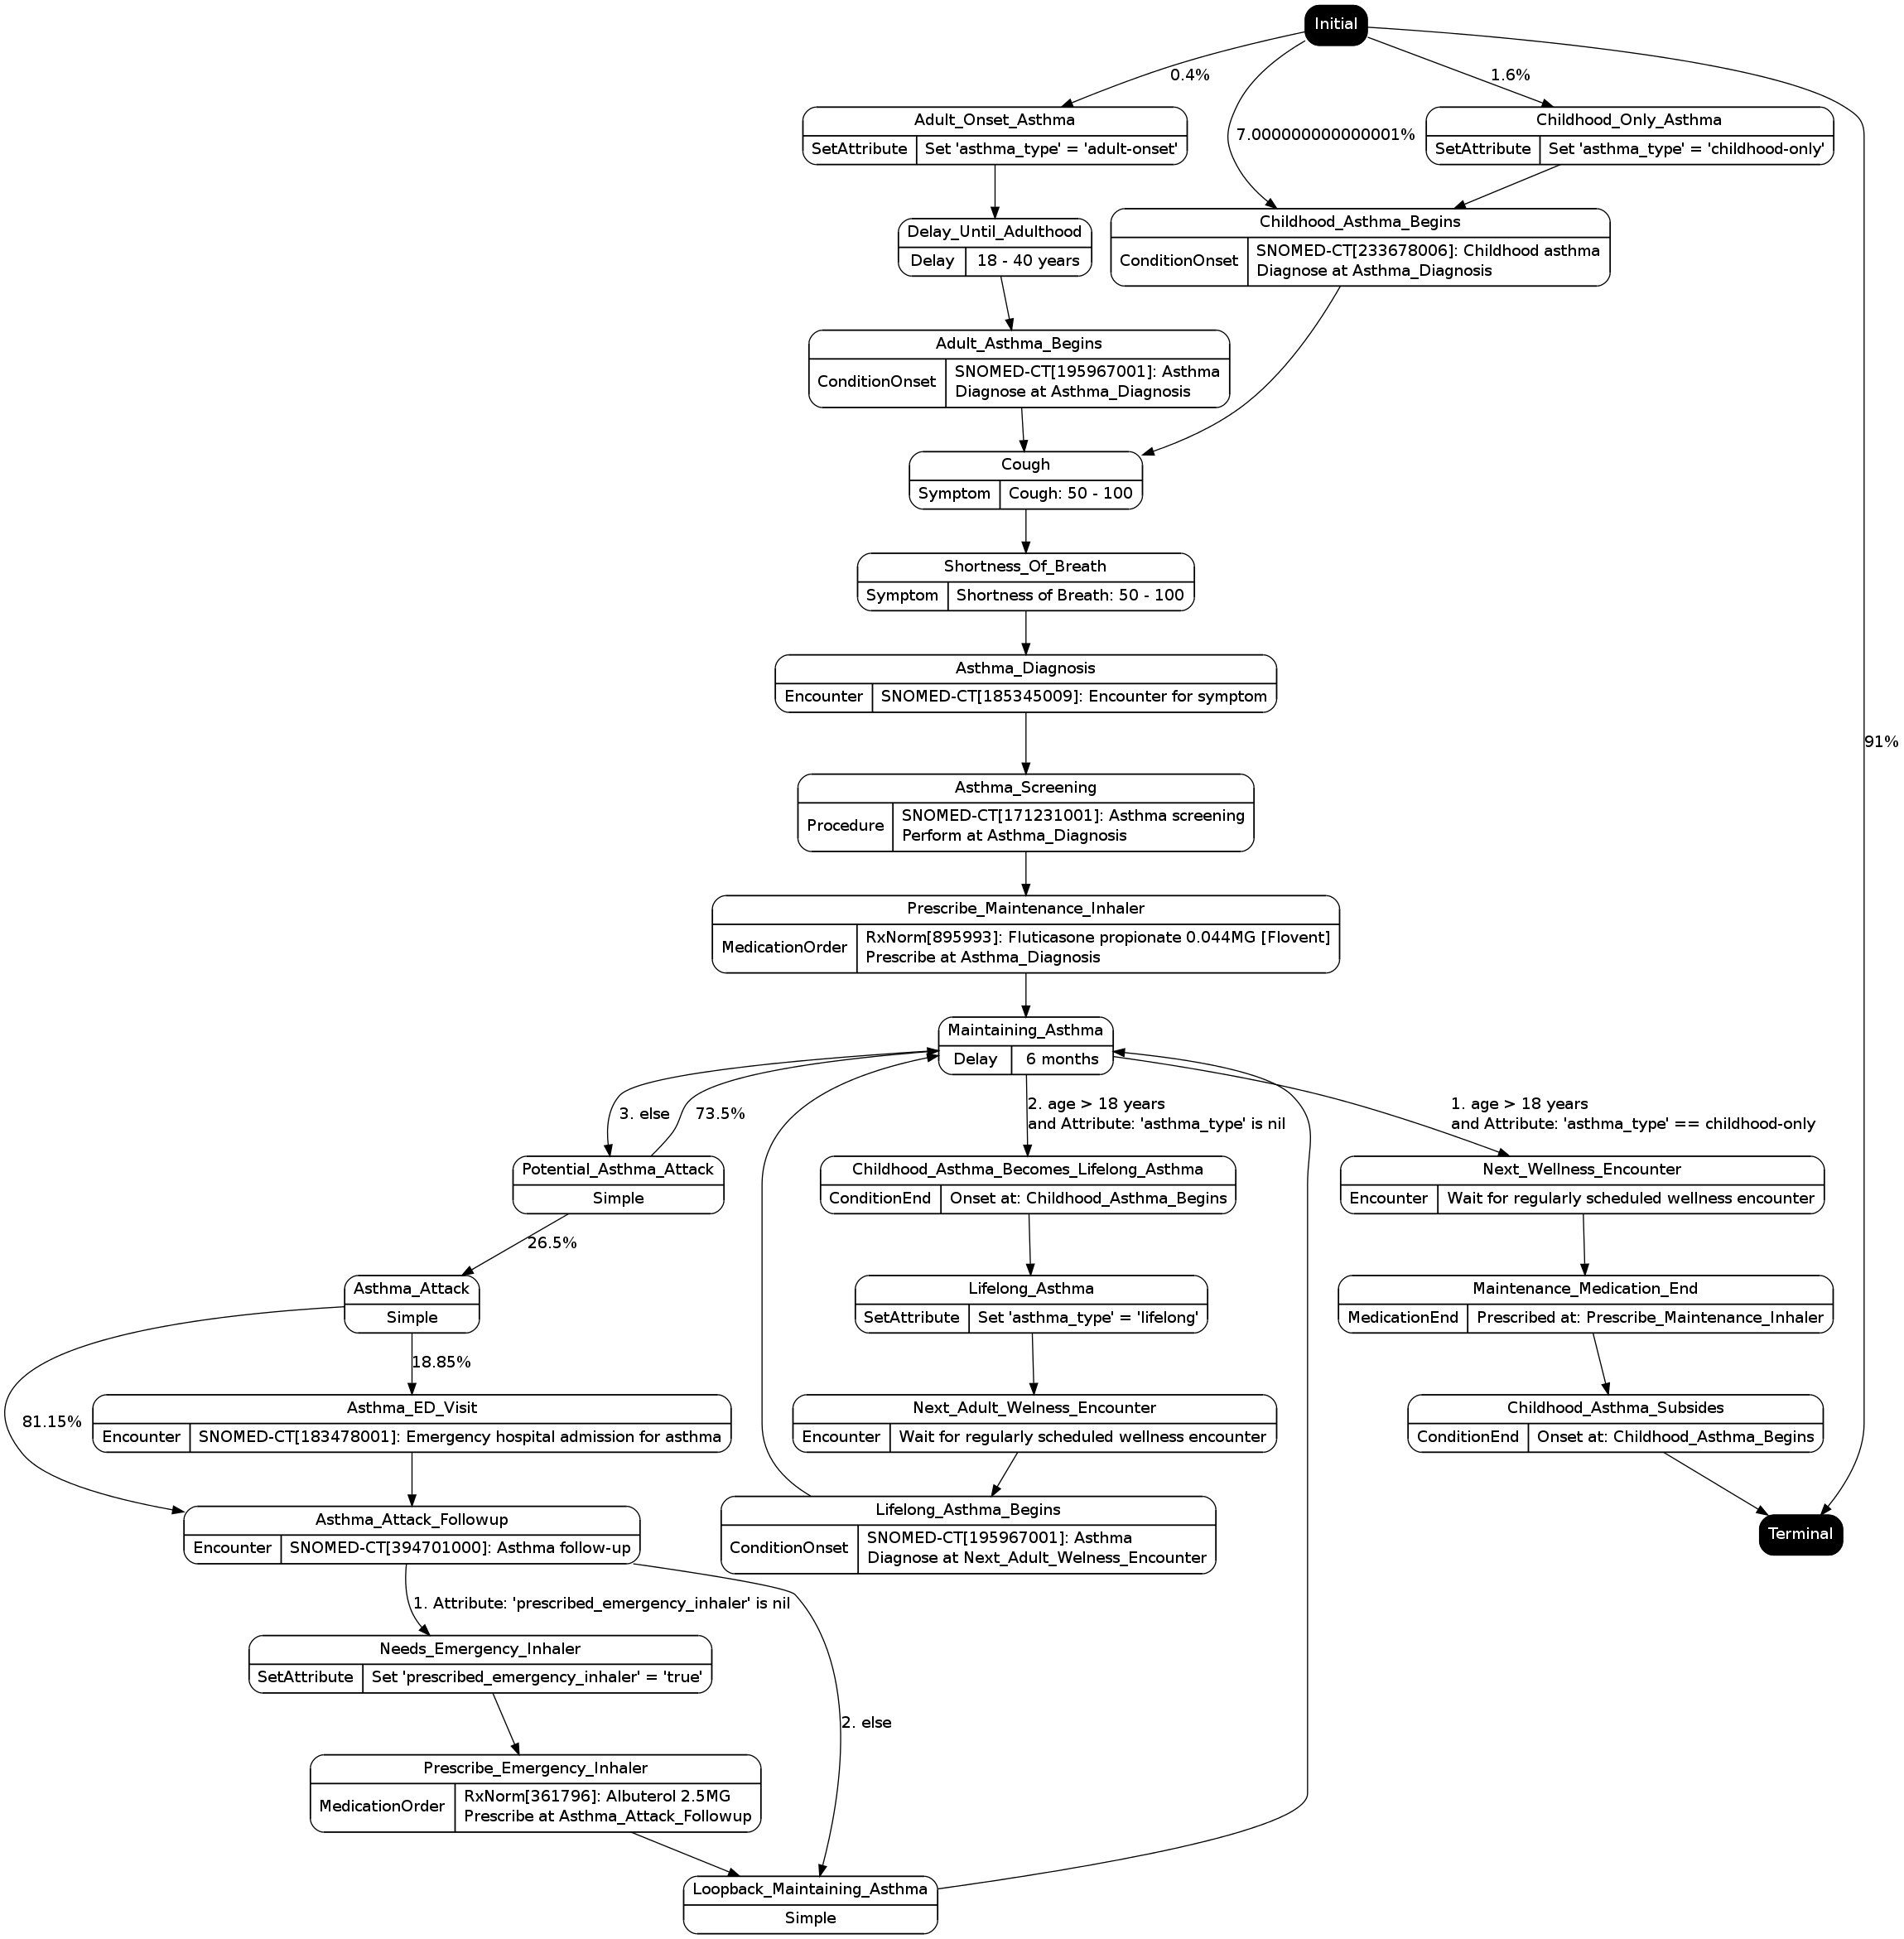 Initial
0.4%
1.6%
Adult_Onset_Asthma
SetAttribute
Set 'asthma_type' = 'adult-onset'
7.000000000000001%
Childhood_Only_Asthma
SetAttribute
Set 'asthma_type' = 'childhood-only'
Delay_Until_Adulthood
Delay
18 - 40 years
Childhood_Asthma_Begins
ConditionOnset
SNOMED-CT[233678006]: Childhood asthma
Diagnose at Asthma_Diagnosis
Adult_Asthma_Begins
ConditionOnset
SNOMED-CT[195967001]: Asthma
Diagnose at Asthma_Diagnosis
Cough
Symptom
Cough: 50 - 100
Shortness_Of_Breath
Symptom
Shortness of Breath: 50 - 100
Asthma_Diagnosis
Encounter
SNOMED-CT[185345009]: Encounter for symptom
91%
Asthma_Screening
Procedure
SNOMED-CT[171231001]: Asthma screening
Perform at Asthma_Diagnosis
Prescribe_Maintenance_Inhaler
MedicationOrder
RxNorm[895993]: Fluticasone propionate 0.044MG [Flovent]
Prescribe at Asthma_Diagnosis
Maintaining_Asthma
Delay
6 months
3. else
73.5%
2. age > 18 years
and Attribute: 'asthma_type' is nil
1. age > 18 years
and Attribute: 'asthma_type' == childhood-only
Potential_Asthma_Attack
Simple
Childhood_Asthma_Becomes_Lifelong_Asthma
ConditionEnd
Onset at: Childhood_Asthma_Begins
Next_Wellness_Encounter
Encounter
Wait for regularly scheduled wellness encounter
26.5%
Asthma_Attack
Simple
Lifelong_Asthma
SetAttribute
Set 'asthma_type' = 'lifelong'
Maintenance_Medication_End
MedicationEnd
Prescribed at: Prescribe_Maintenance_Inhaler
18.85%
81.15%
Asthma_ED_Visit
Encounter
SNOMED-CT[183478001]: Emergency hospital admission for asthma
Next_Adult_Welness_Encounter
Encounter
Wait for regularly scheduled wellness encounter
Childhood_Asthma_Subsides
ConditionEnd
Onset at: Childhood_Asthma_Begins
Asthma_Attack_Followup
Encounter
SNOMED-CT[394701000]: Asthma follow-up
Lifelong_Asthma_Begins
ConditionOnset
SNOMED-CT[195967001]: Asthma
Diagnose at Next_Adult_Welness_Encounter
Terminal
1. Attribute: 'prescribed_emergency_inhaler' is nil
Needs_Emergency_Inhaler
SetAttribute
Set 'prescribed_emergency_inhaler' = 'true'
2. else
Prescribe_Emergency_Inhaler
MedicationOrder
RxNorm[361796]: Albuterol 2.5MG
Prescribe at Asthma_Attack_Followup
Loopback_Maintaining_Asthma
Simple